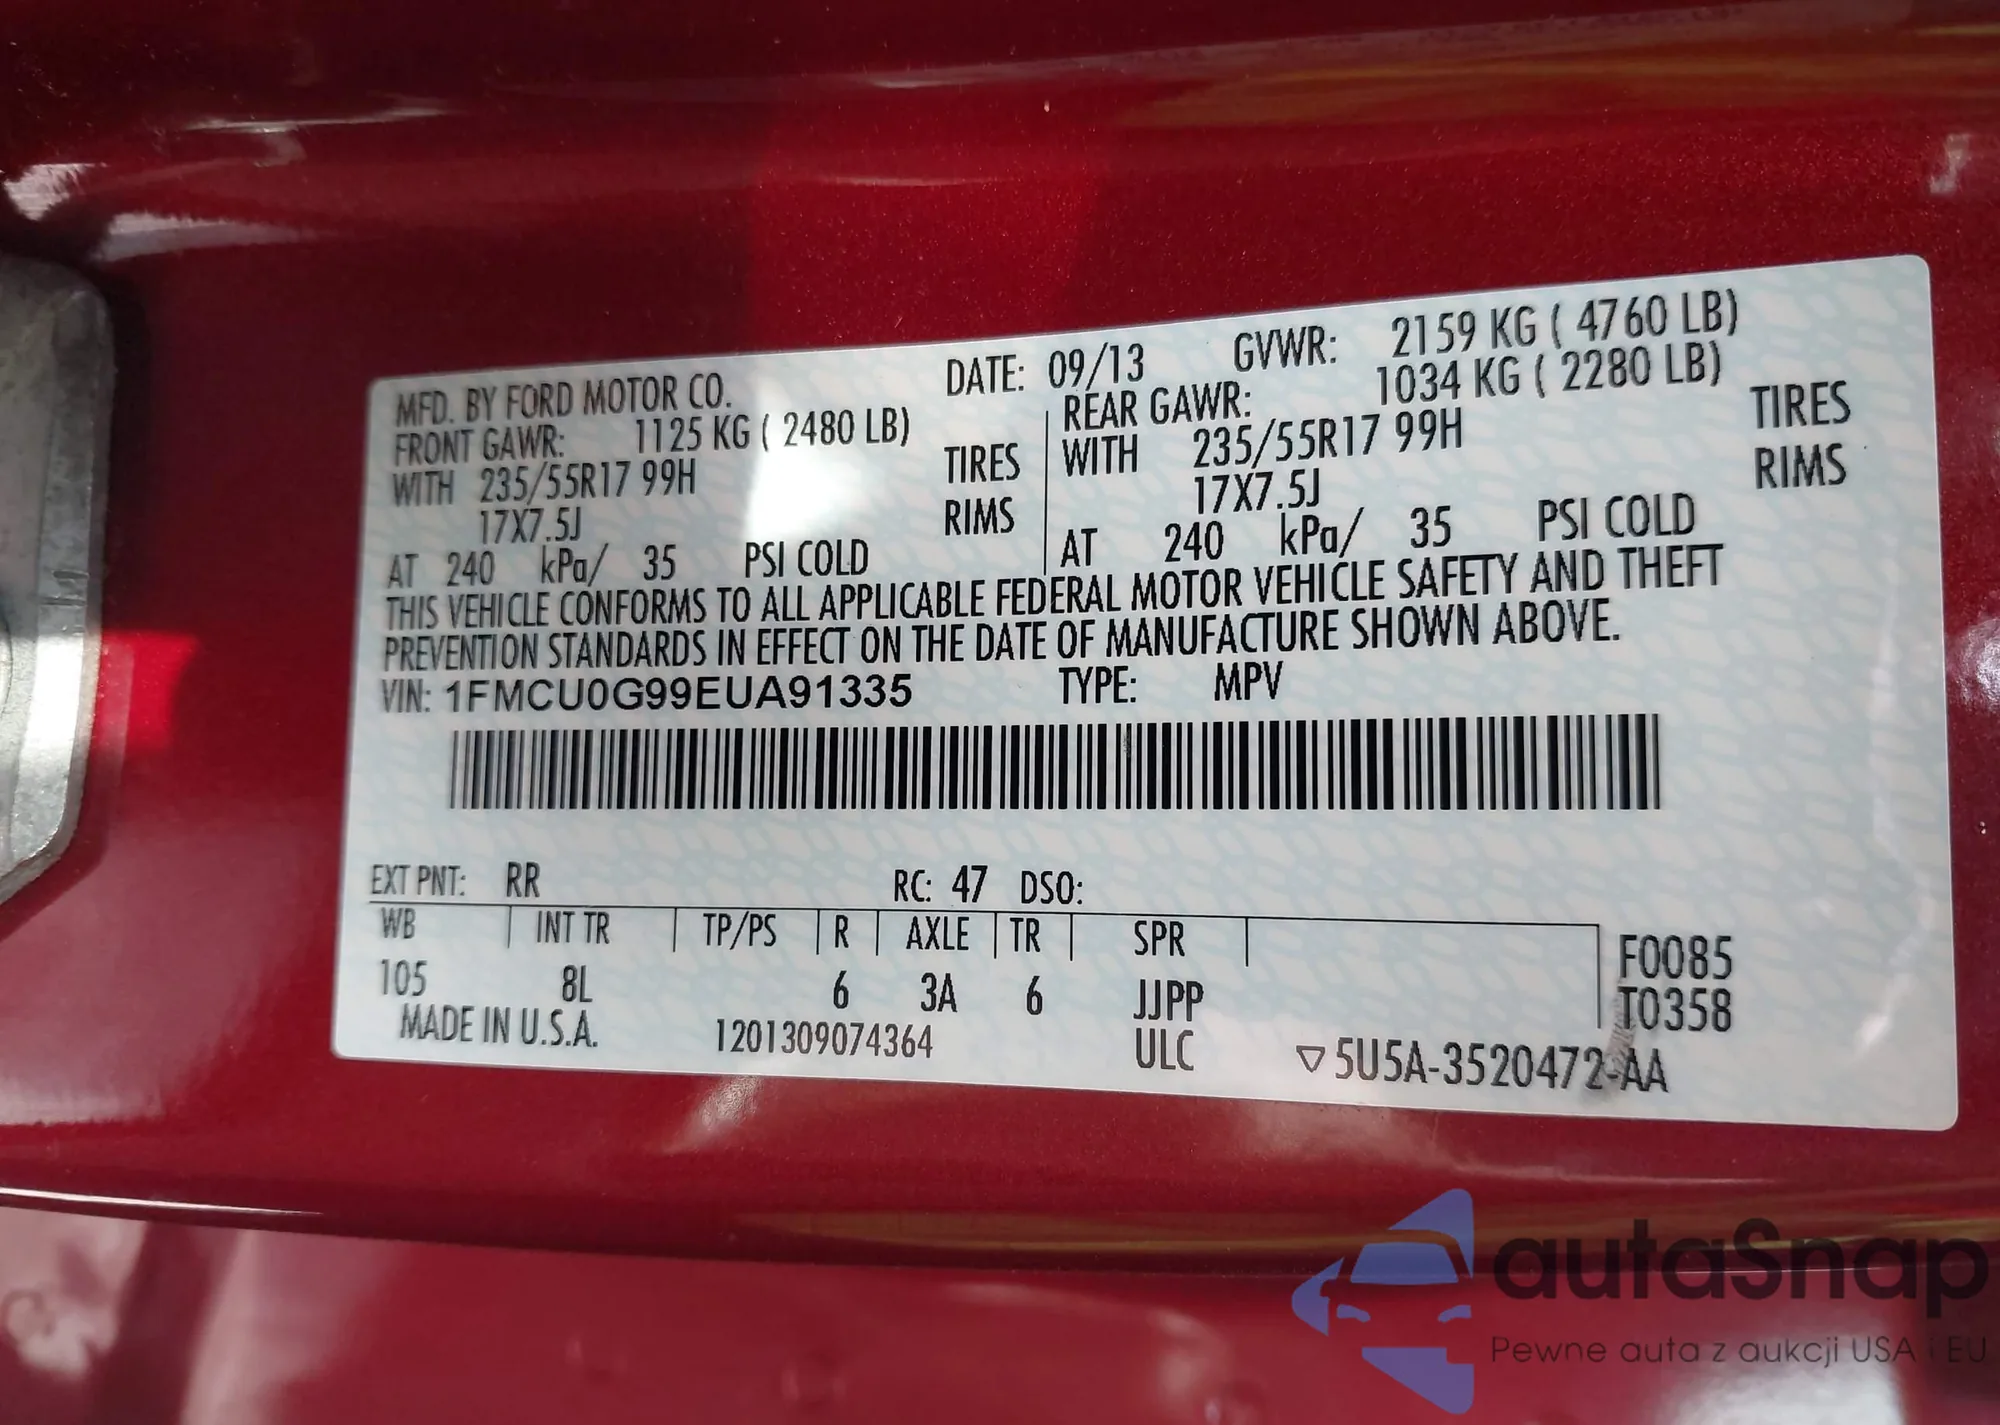 MFD. BY FORD MOTOR CO. DATE: 09/13 GVWR: 2159 KG ( 4760 LB)
FRONT GAWR: 1125 KG ( 2480 LB) REAR GAWR: 1034 KG ( 2280 LB)
WITH 235/55R17 99H TIRES WITH 235/55R17 99H TIRES
17X7.5J RIMS 17X7.5J RIMS
AT 240 kPa/ 35 PSI COLD AT 240 kPa/ 35 PSI COLD
THIS VEHICLE CONFORMS TO ALL APPLICABLE FEDERAL MOTOR VEHICLE SAFETY AND THEFT
PREVENTION STANDARDS IN EFFECT ON THE DATE OF MANUFACTURE SHOWN ABOVE.
VIN: 1FMCU0G99EUA91335 TYPE: MPV
EXT PNT: RR RC: 47 DSO:
WB INT TR TP/PS R AXLE TR SPR F0085
105 8L 6 3A 6 JJPP T0358
MADE IN U.S.A. 1201309074364 ULC ▽5U5A-3520472-AA
autaSnap
Pewne auta z aukcji USA i EU